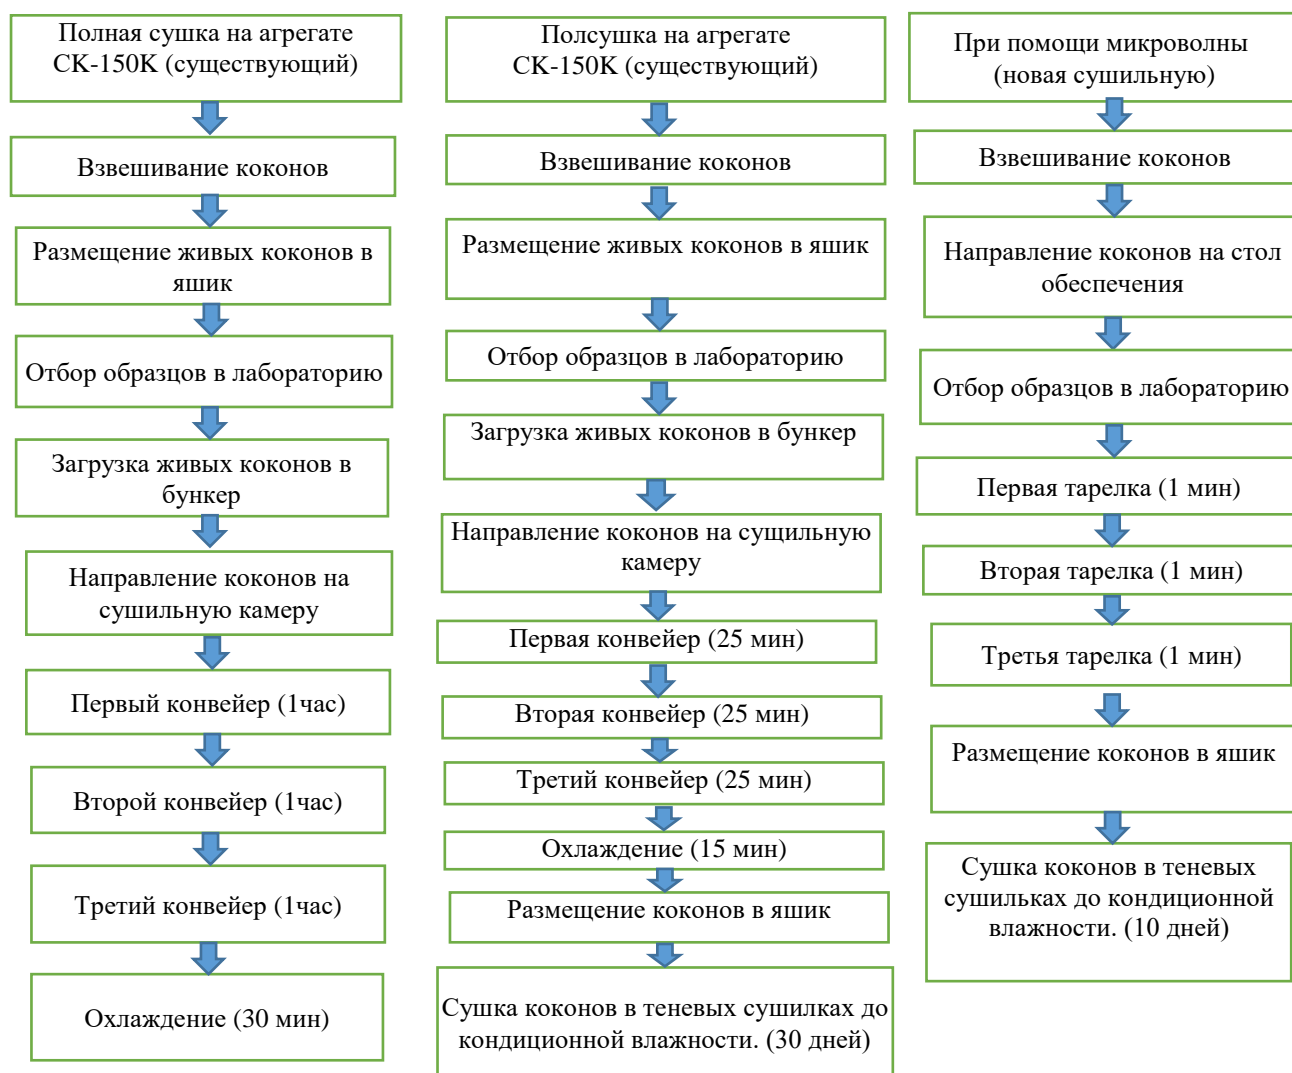 Полная сушка на агрегате
СК-150К (существующий)
Взвешивание коконов
Размещение живых коконов в
яшик
Отбор образцов в лабораторию
Загрузка живых коконов в
бункер
Направление коконов на
сушильную камеру
Первый конвейер (1час)
Второй конвейер (1час)
Третий конвейер (1час)
Охлаждение (30 мин)
Полсушка на агрегате
СК-150К (существующий)
Взвешивание коконов
Размещение живых коконов в яшик
Отбор образцов в лабораторию
Загрузка живых коконов в бункер
Направление коконов на сущильную
камеру
Первая конвейер (25 мин)
Вторая конвейер (25 мин)
Третий конвейер (25 мин)
Охлаждение (15 мин)
Размещение коконов в яшик
Сушка коконов в теневых сушилках до
кондиционной влажности. (30 дней)
При помощи микроволны
(новая сушильную)
Взвешивание коконов
Направление коконов на стол
обеспечения
Отбор образцов в лабораторию
Первая тарелка (1 мин)
Вторая тарелка (1 мин)
Третья тарелка (1 мин)
Размещение коконов в яшик
Сушка коконов в теневых
сушильках до кондиционной
влажности. (10 дней)